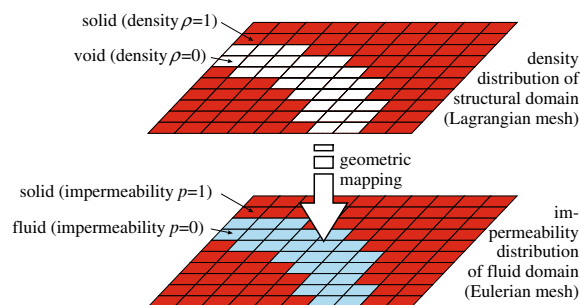 solid (density ρ=1)
void (density ρ=0)
density
distribution of
structural domain
(Lagrangian mesh)
geometric
mapping
solid (impermeability p=1)
fluid (impermeability p=0)
im-
permeability
distribution
of fluid domain
(Eulerian mesh)